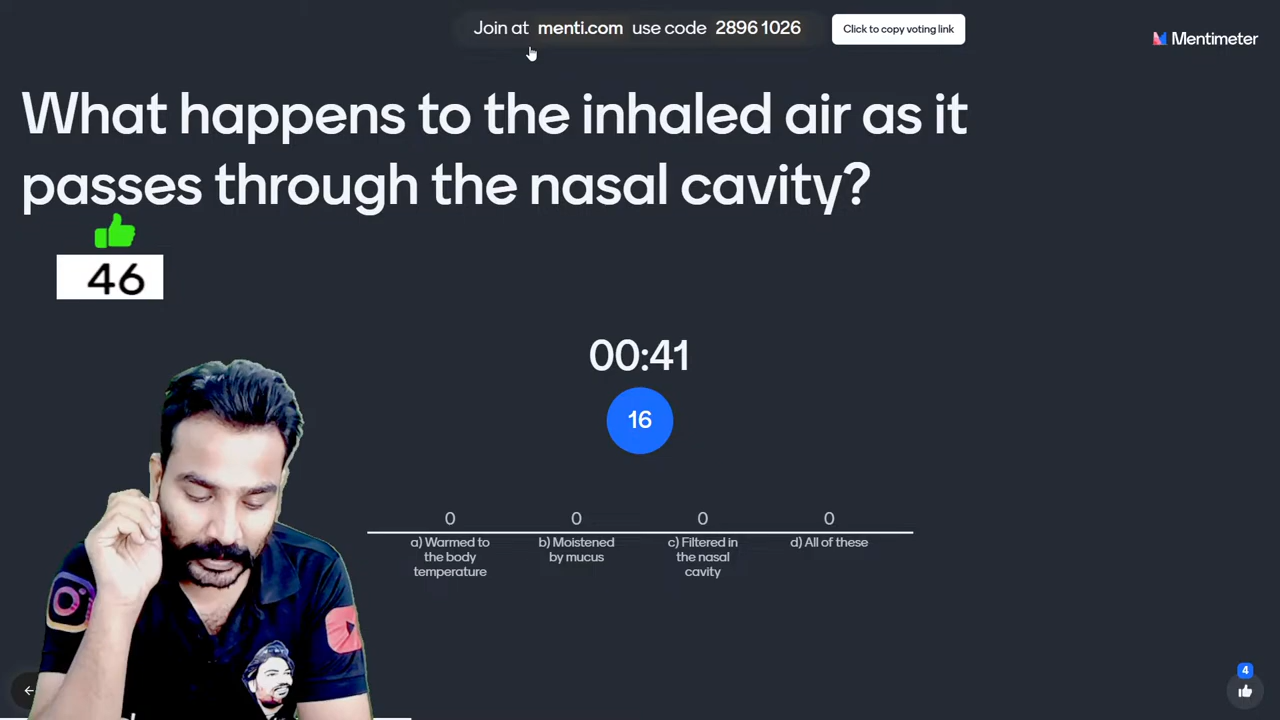 Join at menti.com use code 2896 1026
Click to copy voting link
Mentimeter
What happens to the inhaled air as it
passes through the nasal cavity?
46
00:41
16
0
0
0
0
a) Warmed to
the body
temperature
b) Moistened
by mucus
c) Filtered in
the nasal
cavity
d) All of these
4